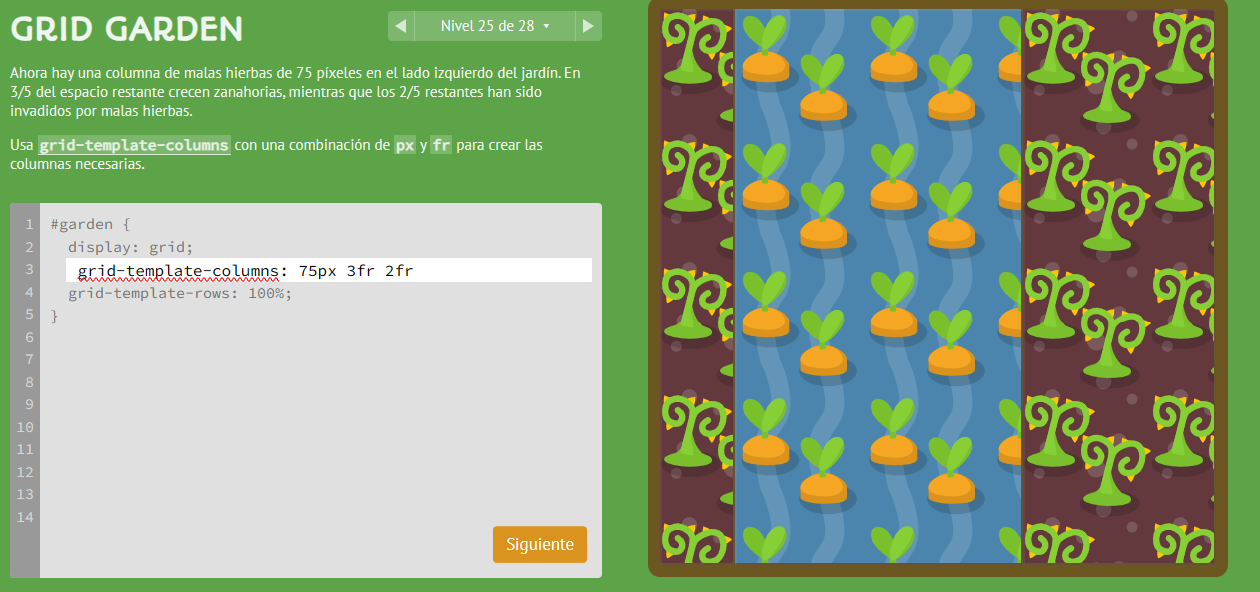 GRID GARDEN
Nivel 25 de 28
Ahora hay una columna de malas hierbas de 75 píxeles en el lado izquierdo del jardín. En
3/5 del espacio restante crecen zanahorias, mientras que los 2/5 restantes han sido
invadidos por malas hierbas.
Usa grid-template-columns con una combinación de px y fr para crear las
columnas necesarias.
1 #garden {
2 display: grid;
3 grid-template-columns: 75px 3fr 2fr
4 grid-template-rows: 100%;
5 }
6
7
8
9
10
11
12
13
14
Siguiente